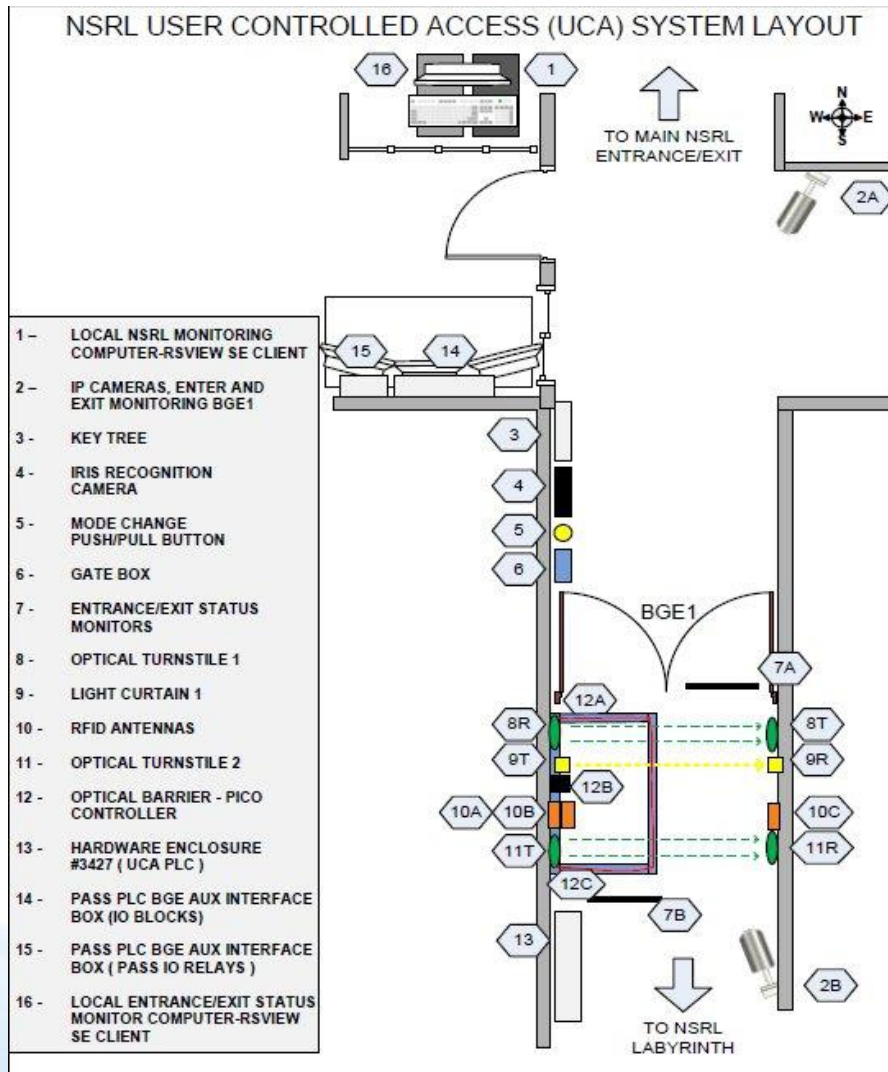 NSRL USER CONTROLLED ACCESS (UCA) SYSTEM LAYOUT
16
1
TO MAIN NSRL
ENTRANCE/EXIT
N
W E
S
2A
1 – LOCAL NSRL MONITORING
COMPUTER-RSVIEW SE CLIENT
2 – IP CAMERAS, ENTER AND
EXIT MONITORING BGE1
3 - KEY TREE
4 - IRIS RECOGNITION
CAMERA
5 - MODE CHANGE
PUSH/PULL BUTTON
6 - GATE BOX
7 - ENTRANCE/EXIT STATUS
MONITORS
8 - OPTICAL TURNSTILE 1
9 - LIGHT CURTAIN 1
10 - RFID ANTENNAS
11 - OPTICAL TURNSTILE 2
12 - OPTICAL BARRIER - PICO
CONTROLLER
13 - HARDWARE ENCLOSURE
#3427 ( UCA PLC )
14 - PASS PLC BGE AUX INTERFACE
BOX (IO BLOCKS)
15 - PASS PLC BGE AUX INTERFACE
BOX ( PASS IO RELAYS )
16 - LOCAL ENTRANCE/EXIT STATUS
MONITOR COMPUTER-RSVIEW
SE CLIENT
15
14
3
4
5
6
BGE1
7A
12A
8R
8T
9T
9R
12B
10A
10B
10C
11T
11R
12C
7B
13
2B
TO NSRL
LABYRINTH